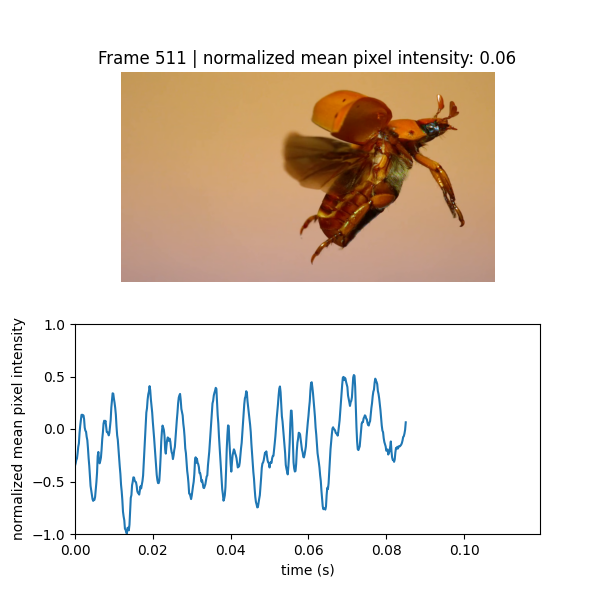 Frame 511 | normalized mean pixel intensity: 0.06
normalized mean pixel intensity
1.0
0.5
0.0
−0.5
−1.0
0.00 0.02 0.04 0.06 0.08 0.10
time (s)